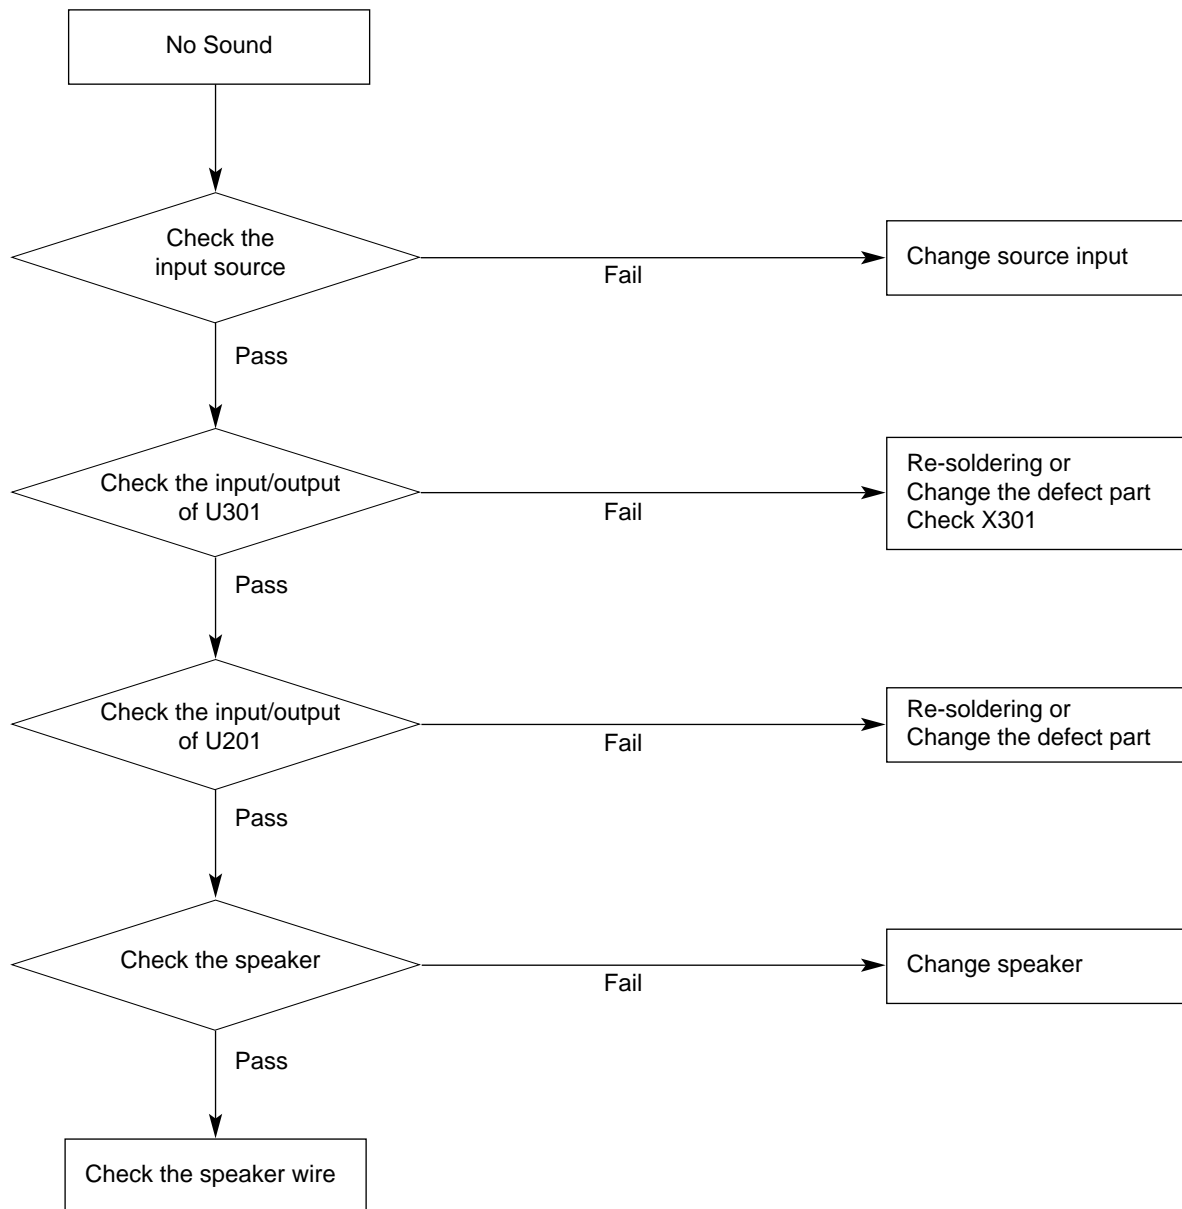 No Sound
Check the
input source
Fail
Change source input
Pass
Check the input/output
of U301
Fail
Re-soldering or
Change the defect part
Check X301
Pass
Check the input/output
of U201
Fail
Re-soldering or
Change the defect part
Pass
Check the speaker
Fail
Change speaker
Pass
Check the speaker wire